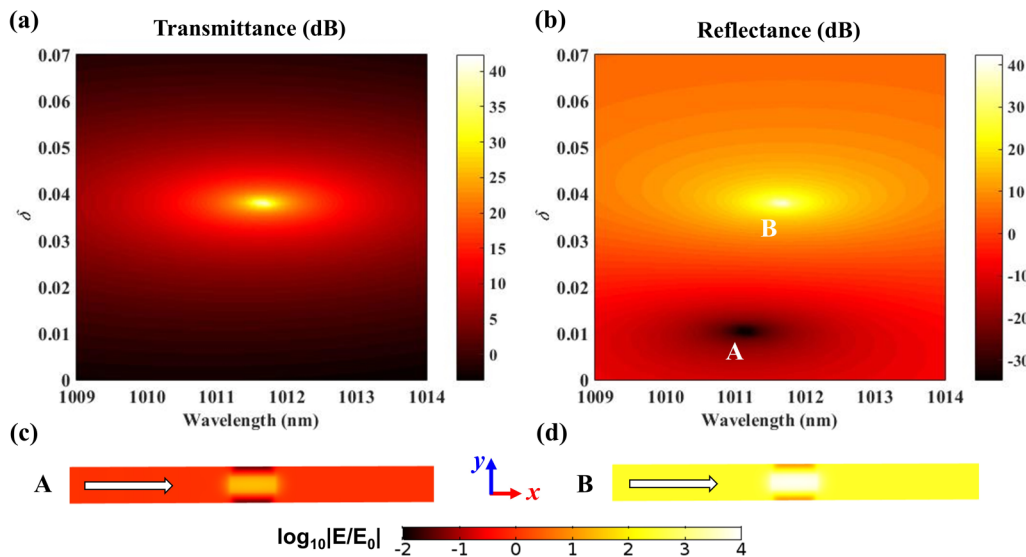 (a) Transmittance (dB)
0.07
0.06
0.05
0.04
0.03
0.02
0.01
0
δ
1009 1010 1011 1012 1013 1014
Wavelength (nm)
40
35
30
25
20
15
10
5
0
(b) Reflectance (dB)
0.07
0.06
0.05
0.04
0.03
0.02
0.01
0
δ
B
A
1009 1010 1011 1012 1013 1014
Wavelength (nm)
40
30
20
10
0
-10
-20
-30
(c)
A
y
x
(d)
B
log₁₀|E/E₀|
-2 -1 0 1 2 3 4